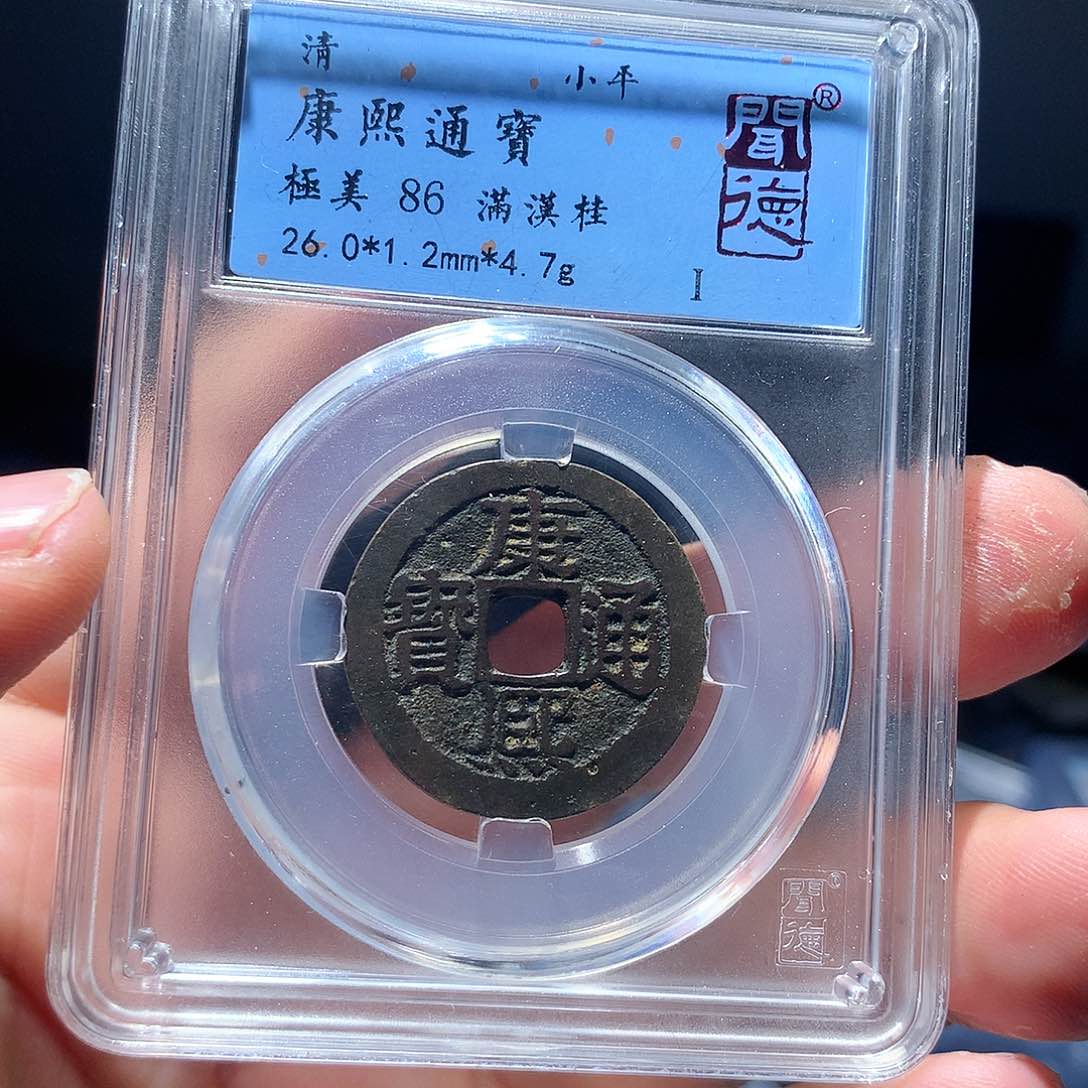 清
小平
康熙通寶
極美 86 滿漢桂
26.0*1.2mm*4.7g
I
聞德®
康熙通寶
聞德